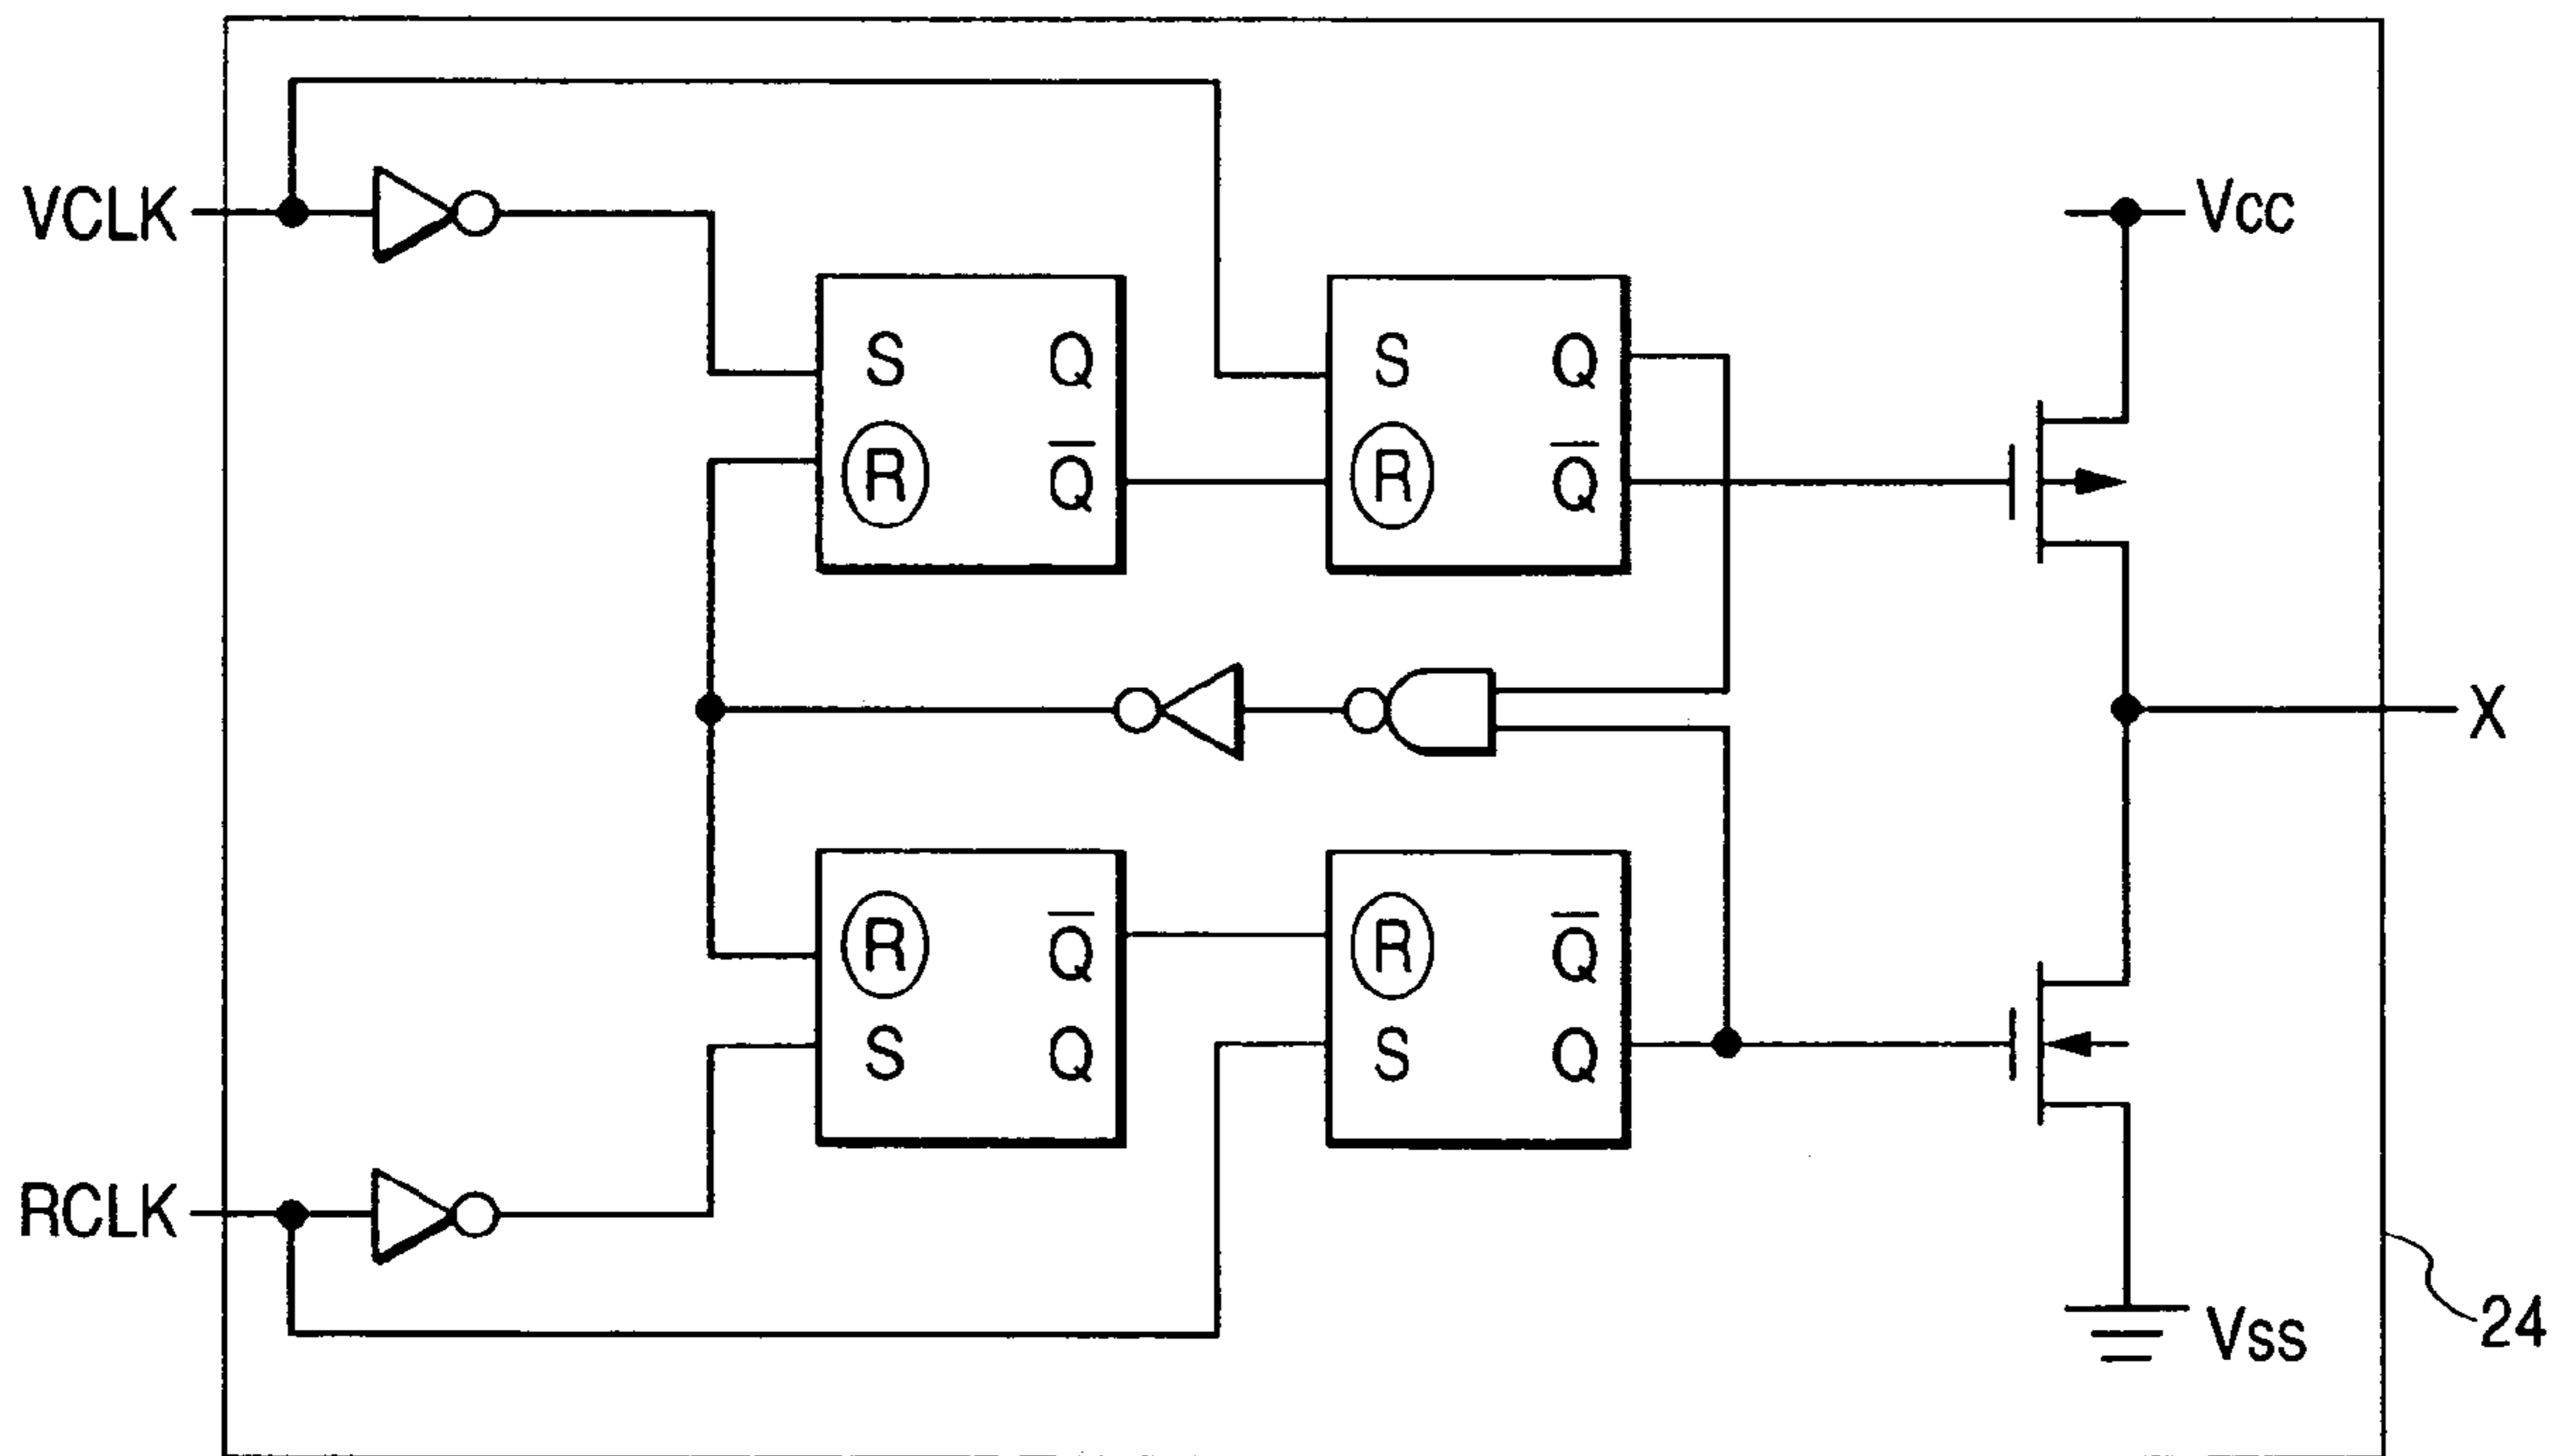 VCLK
Vcc
S Q S Q
R Q̅ R Q̅
X
R Q̅ R Q̅
S Q S Q
RCLK
24
Vss